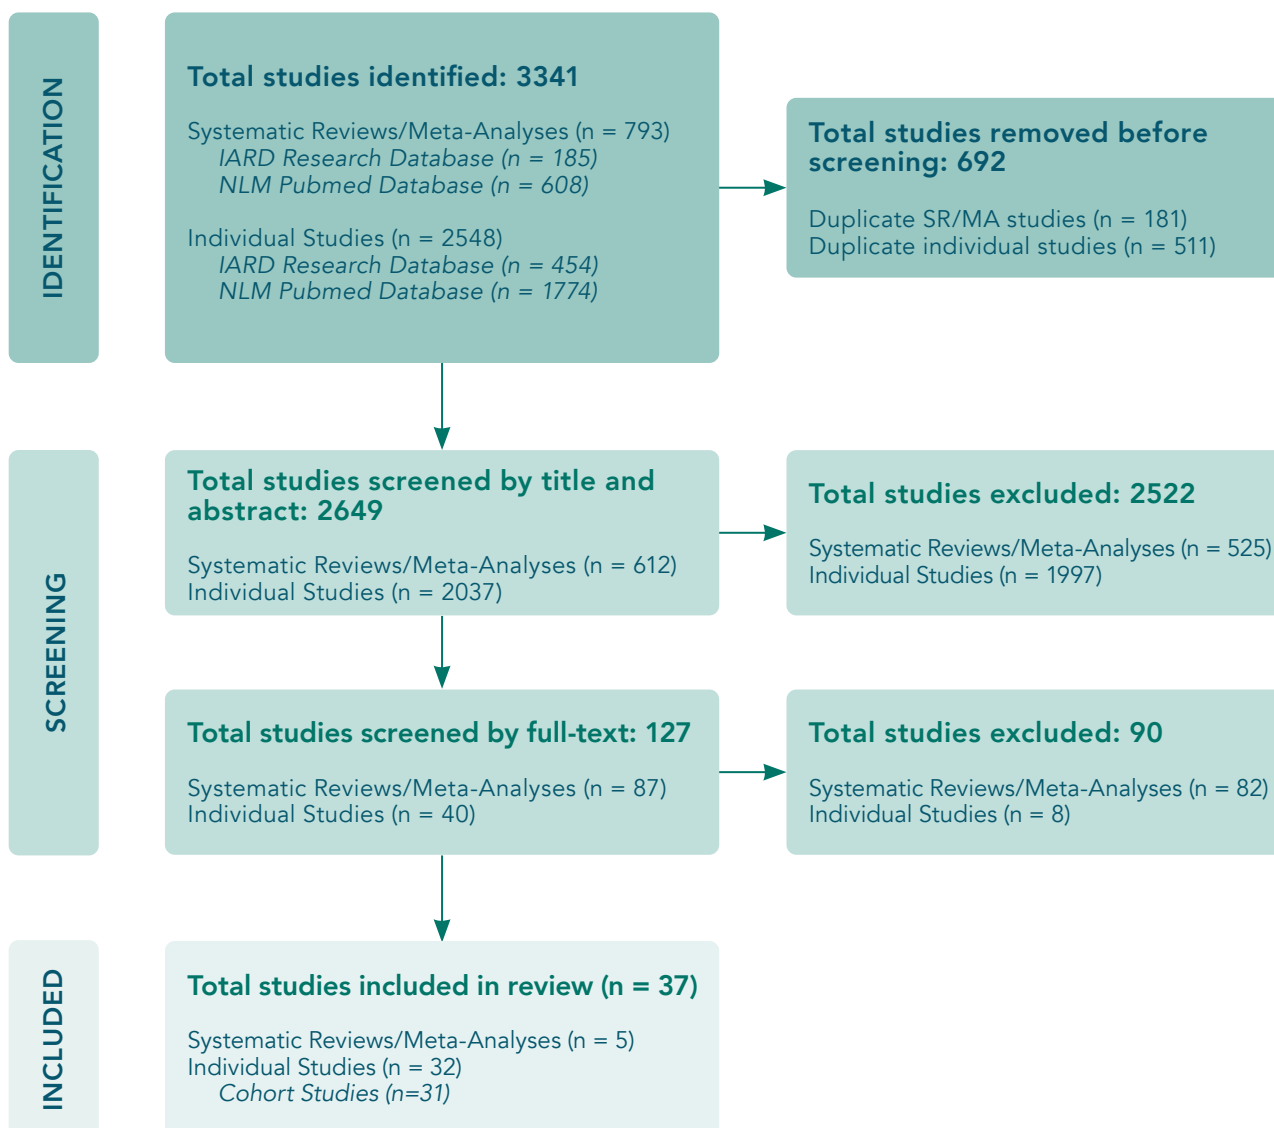 IDENTIFICATION
Total studies identified: 3341
Systematic Reviews/Meta-Analyses (n = 793)
IARD Research Database (n = 185)
NLM Pubmed Database (n = 608)
Individual Studies (n = 2548)
IARD Research Database (n = 454)
NLM Pubmed Database (n = 1774)
Total studies removed before
screening: 692
Duplicate SR/MA studies (n = 181)
Duplicate individual studies (n = 511)
SCREENING
Total studies screened by title and
abstract: 2649
Systematic Reviews/Meta-Analyses (n = 612)
Individual Studies (n = 2037)
Total studies excluded: 2522
Systematic Reviews/Meta-Analyses (n = 525)
Individual Studies (n = 1997)
Total studies screened by full-text: 127
Systematic Reviews/Meta-Analyses (n = 87)
Individual Studies (n = 40)
Total studies excluded: 90
Systematic Reviews/Meta-Analyses (n = 82)
Individual Studies (n = 8)
INCLUDED
Total studies included in review (n = 37)
Systematic Reviews/Meta-Analyses (n = 5)
Individual Studies (n = 32)
Cohort Studies (n=31)